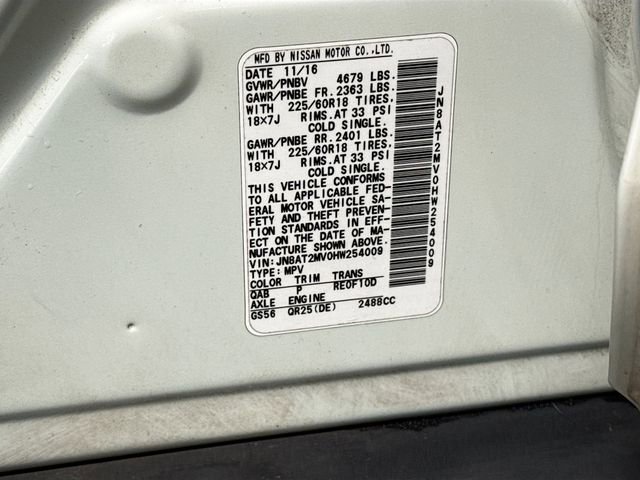 MFD BY NISSAN MOTOR CO.,LTD.
DATE 11/16
GVWR/PNBV 4679 LBS.
GAWR/PNBE FR. 2363 LBS.
WITH 225/60R18 TIRES,
18×7J RIMS.AT 33 PSI
COLD SINGLE.
GAWR/PNBE RR. 2401 LBS.
WITH 225/60R18 TIRES,
18×7J RIMS.AT 33 PSI
COLD SINGLE.
THIS VEHICLE CONFORMS
TO ALL APPLICABLE FED-
ERAL MOTOR VEHICLE SA-
FETY AND THEFT PREVEN-
TION STANDARDS IN EFF-
ECT ON THE DATE OF MA-
NUFACTURE SHOWN ABOVE.
VIN: JN8AT2MV0HW254009
TYPE: MPV
COLOR TRIM TRANS
QAB P RE0F10D
AXLE ENGINE
GS56 QR25(DE) 2488CC
JN8AT2MV0HW254009